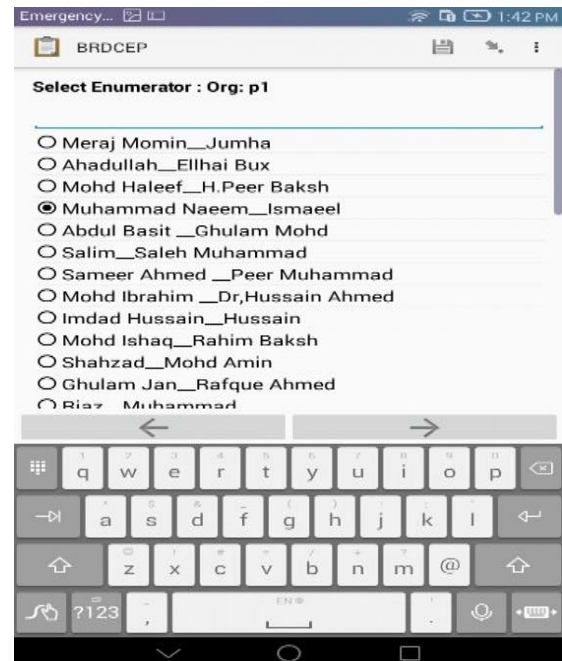 Emergency... 1:42 PM
BRDCEP
Select Enumerator : Org: p1
Meraj Momin__Jumha
Ahadullah__Ellhai Bux
Mohd Haleef__H.Peer Baksh
Muhammad Naeem__Ismaeel
Abdul Basit __Ghulam Mohd
Salim__Saleh Muhammad
Sameer Ahmed __Peer Muhammad
Mohd Ibrahim __Dr,Hussain Ahmed
Imdad Hussain__Hussain
Mohd Ishaq__Rahim Baksh
Shahzad__Mohd Amin
Ghulam Jan__Rafque Ahmed
Riaz__Muhammad
q w e r t y u i o p
a s d f g h j k l
z x c v b n m @
?123 , EN .